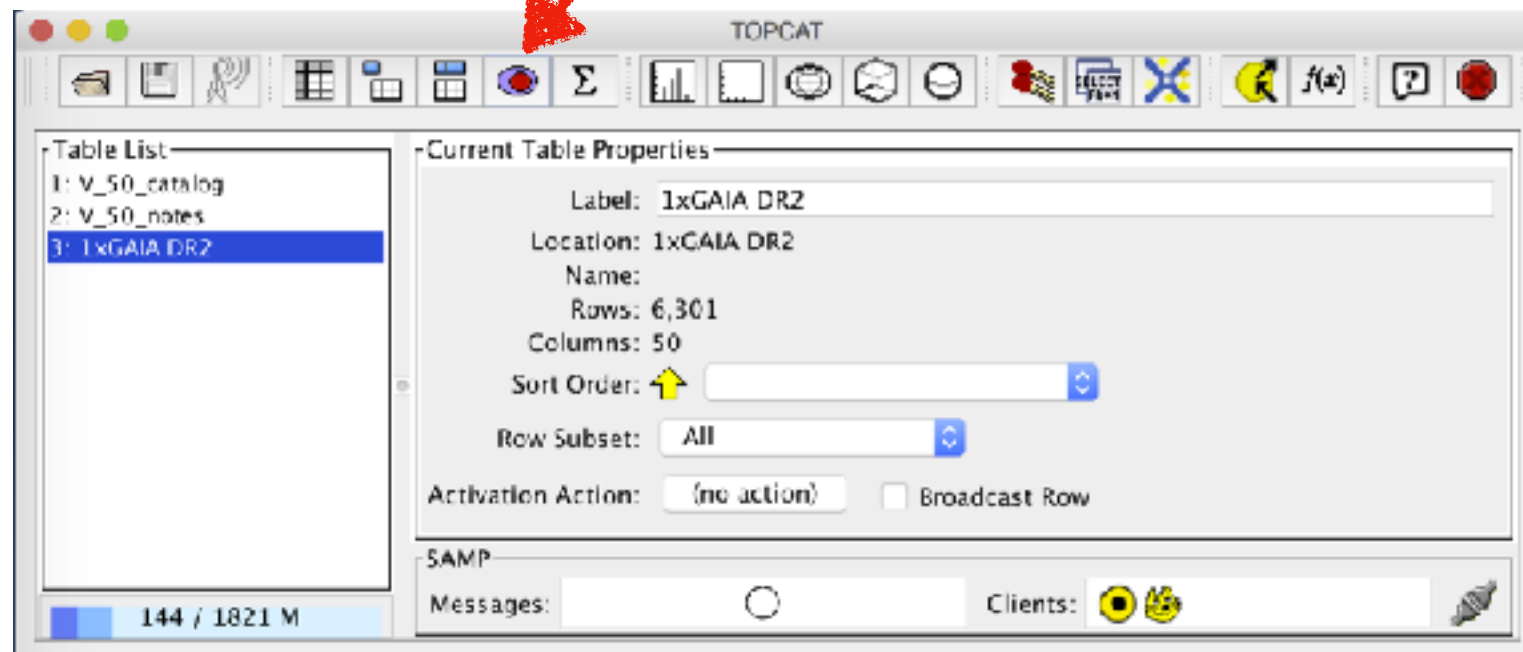 TOPCAT
Σ
SELECT FROM
f(x)
?
Table List
1: V_50_catalog
2: V_50_notes
3: 1xGAIA DR2
144 / 1821 M
Current Table Properties
Label: 1xGAIA DR2
Location: 1xGAIA DR2
Name:
Rows: 6,301
Columns: 50
Sort Order:
Row Subset: All
Activation Action: (no action) Broadcast Row
SAMP
Messages: Clients: